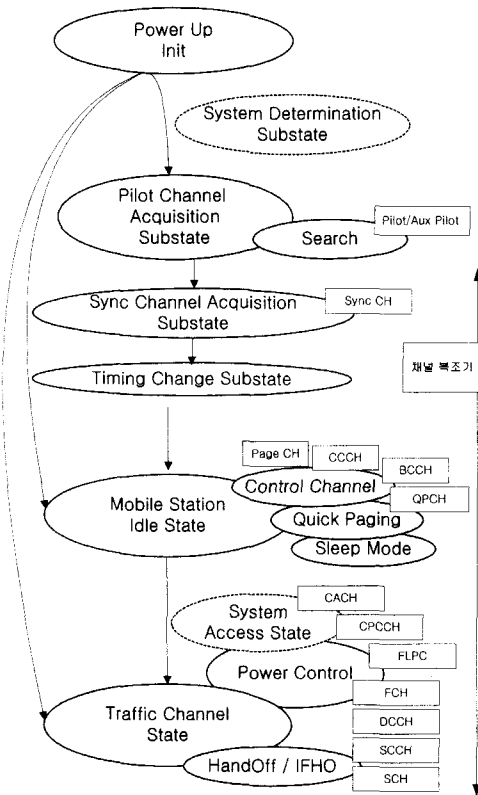 Power Up
Init
System Determination
Substate
Pilot Channel
Acquisition
Substate
Pilot/Aux Pilot
Search
Sync Channel Acquisition
Substate
Sync CH
Timing Change Substate
채널 복조기
Page CH
CCCH
BCCH
Control Channel
QPCH
Mobile Station
Idle State
Quick Paging
Sleep Mode
CACH
System
Access State
CPCCH
FLPC
Power Control
FCH
Traffic Channel
State
DCCH
SCCH
HandOff / IFHO
SCH